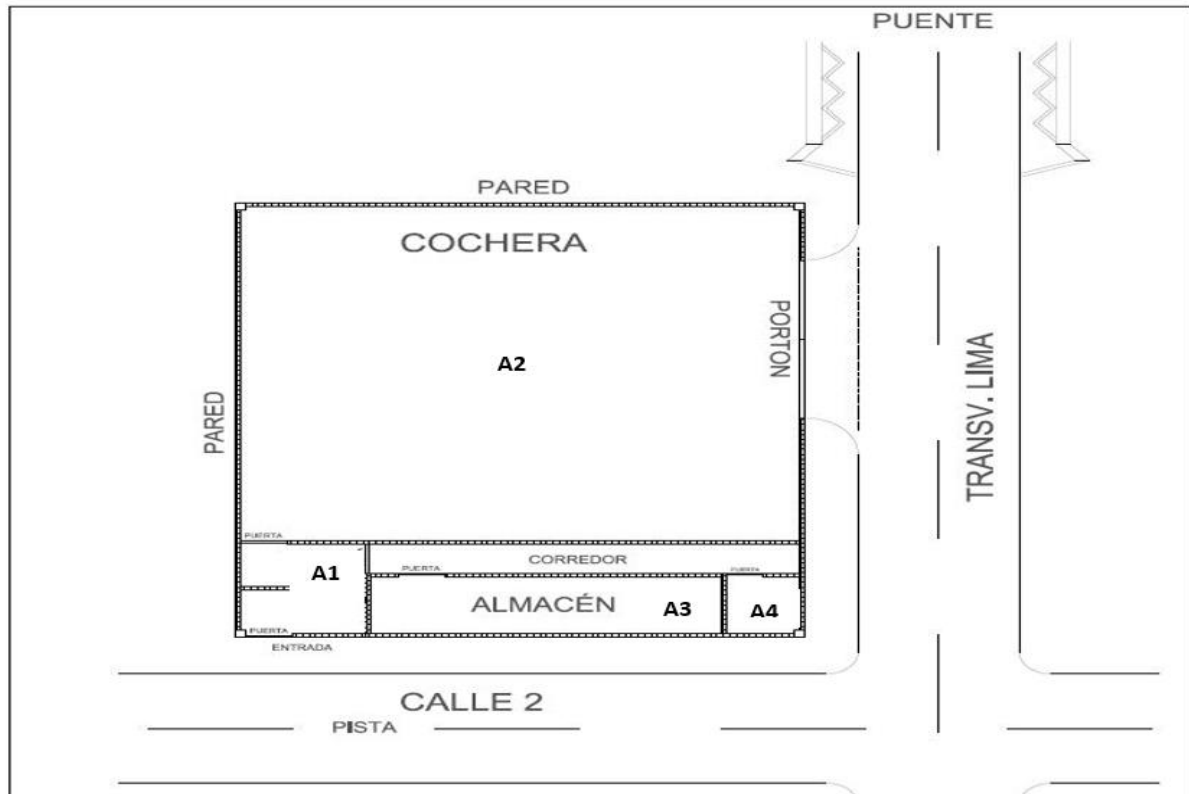 PUENTE
PARED
COCHERA
PORTON
A2
TRANSV. LIMA
PARED
PUERTA
CORREDOR
A1
PUERTA
PUERTA
ALMACÉN
A3
A4
PUERTA
ENTRADA
CALLE 2
PISTA